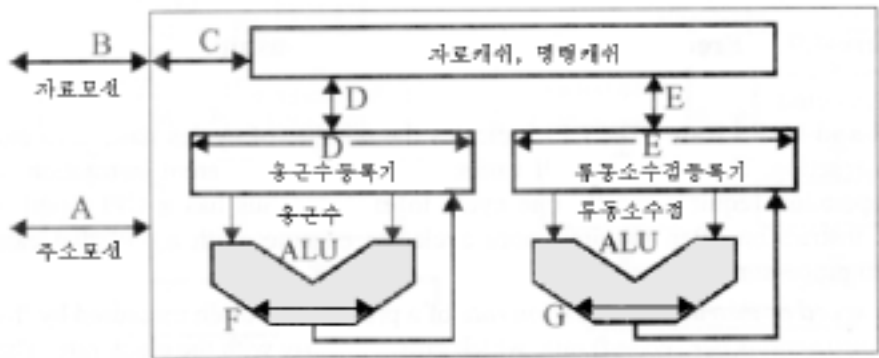 B
C
자료캐쉬, 명령캐쉬
자료모선
D
E
D
E
옹근수등록기
류동소수점등록기
A
옹근수
류동소수점
주소모선
ALU
ALU
F
G